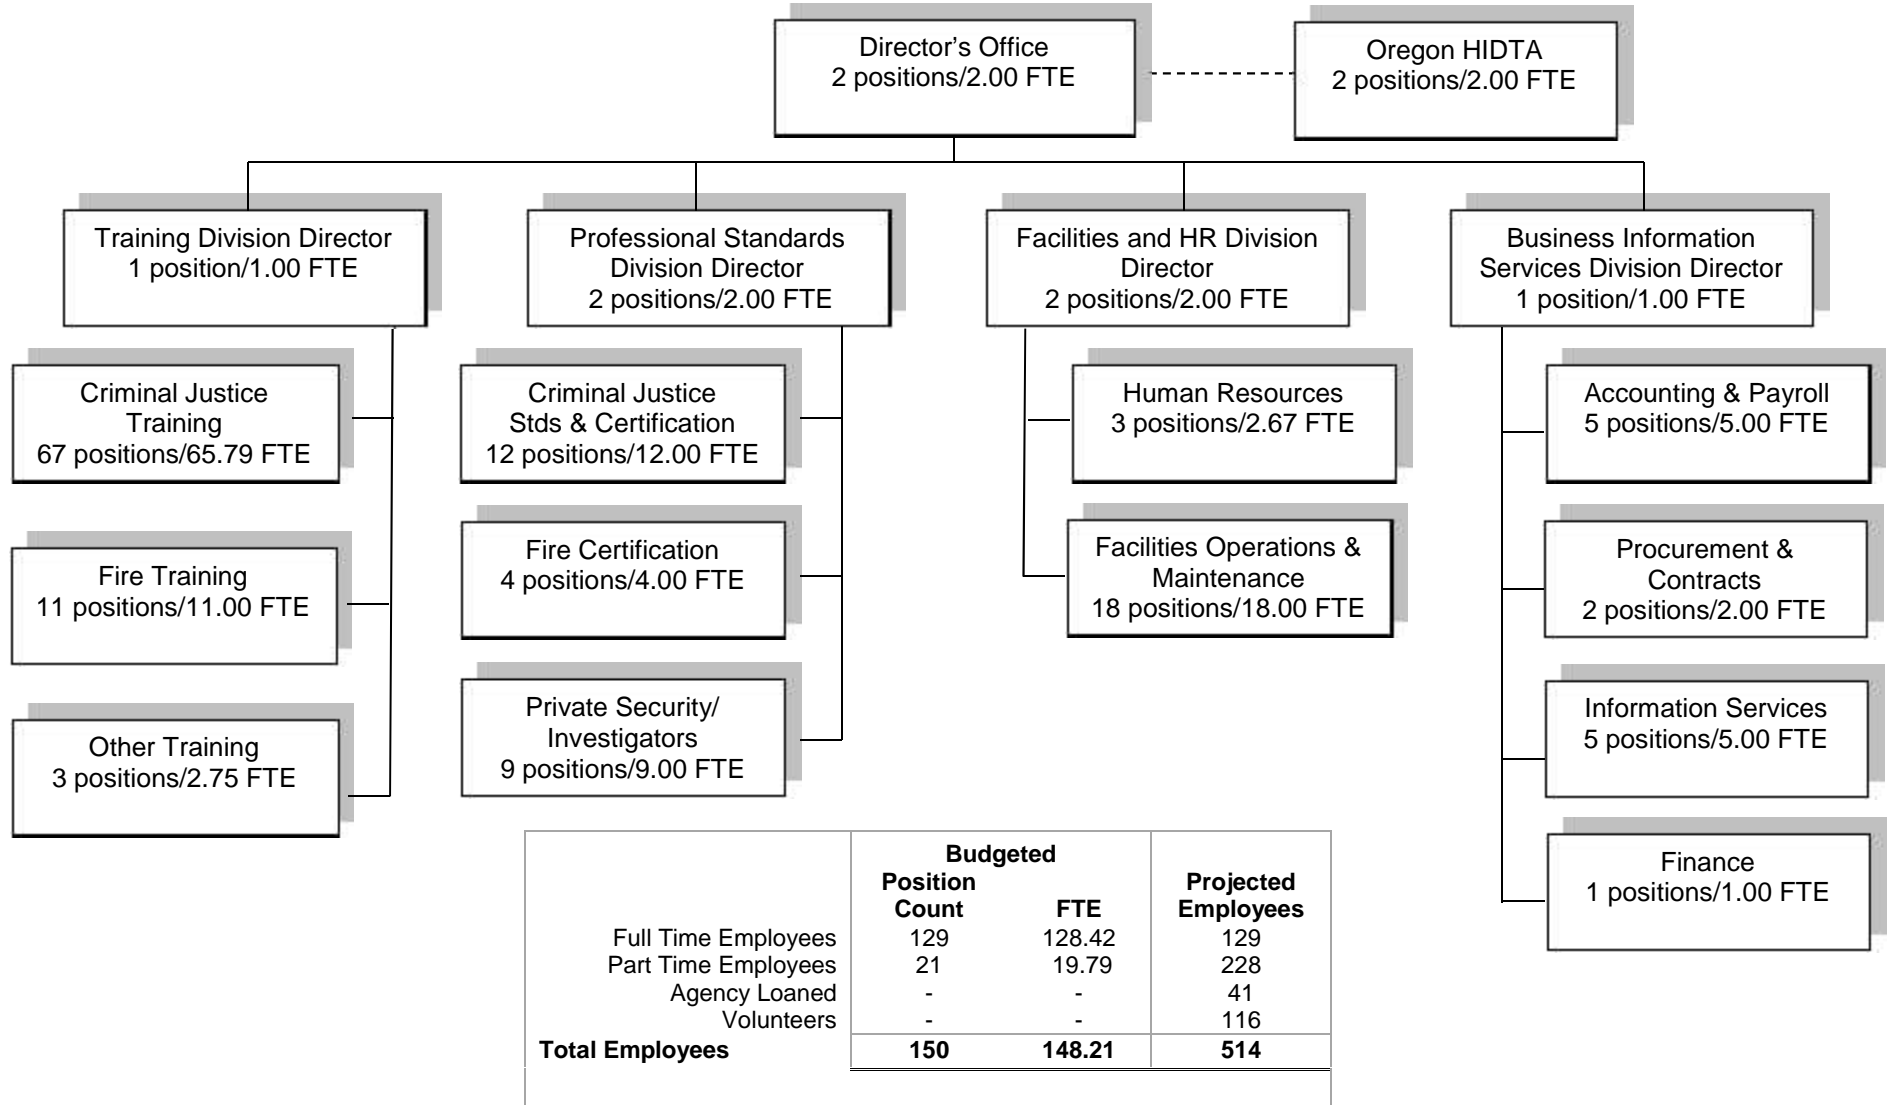 Director’s Office
2 positions/2.00 FTE
Oregon HIDTA
2 positions/2.00 FTE
Training Division Director
1 position/1.00 FTE
Professional Standards
Division Director
2 positions/2.00 FTE
Facilities and HR Division
Director
2 positions/2.00 FTE
Business Information
Services Division Director
1 position/1.00 FTE
Criminal Justice
Training
67 positions/65.79 FTE
Fire Training
11 positions/11.00 FTE
Other Training
3 positions/2.75 FTE
Criminal Justice
Stds & Certification
12 positions/12.00 FTE
Fire Certification
4 positions/4.00 FTE
Private Security/
Investigators
9 positions/9.00 FTE
Human Resources
3 positions/2.67 FTE
Facilities Operations &
Maintenance
18 positions/18.00 FTE
Accounting & Payroll
5 positions/5.00 FTE
Procurement &
Contracts
2 positions/2.00 FTE
Information Services
5 positions/5.00 FTE
Finance
1 positions/1.00 FTE
Budgeted
Position Projected
Count FTE Employees
Full Time Employees 129 128.42 129
Part Time Employees 21 19.79 228
Agency Loaned - - 41
Volunteers - - 116
Total Employees 150 148.21 514